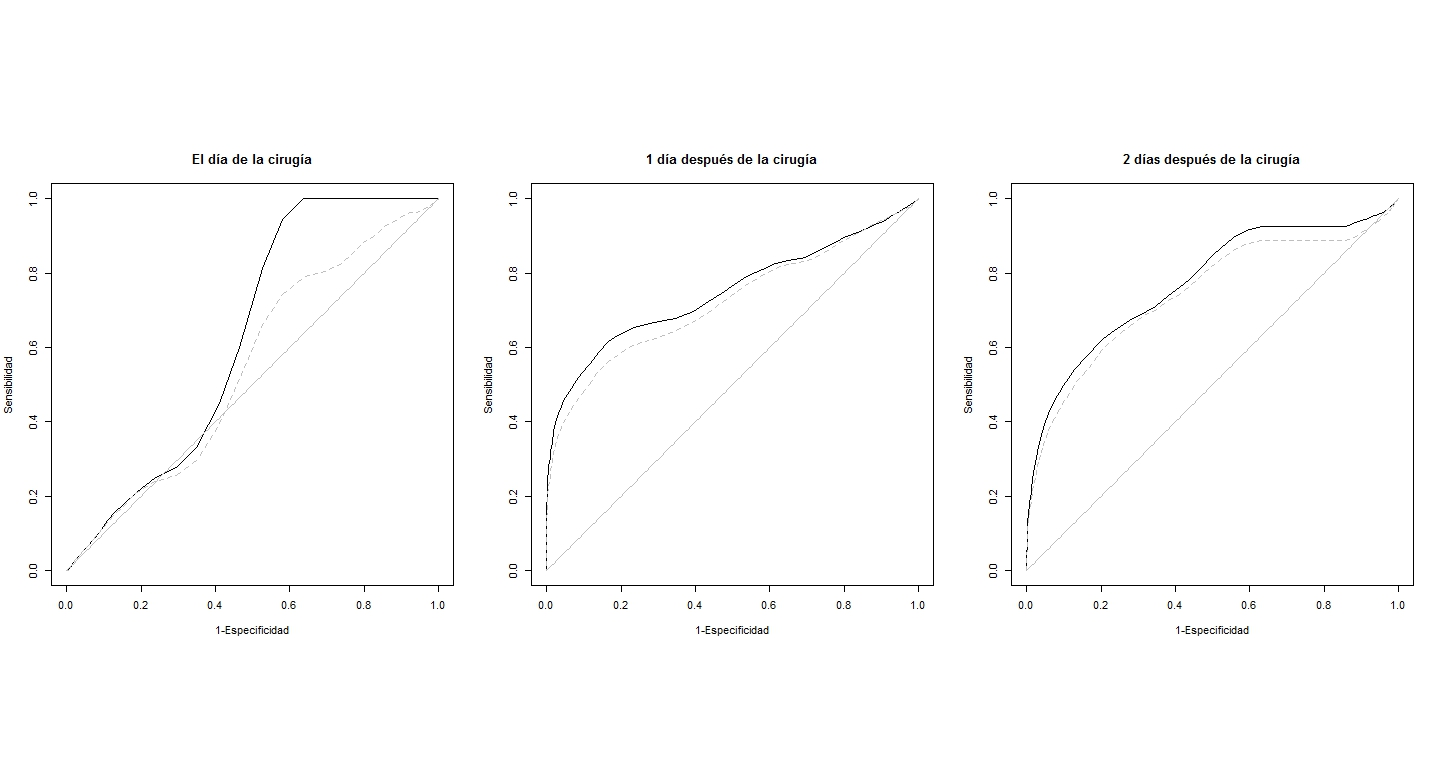 El día de la cirugía
1.0
0.8
0.6
0.4
0.2
0.0
Sensibilidad
0.0 0.2 0.4 0.6 0.8 1.0
1-Especificidad
1 día después de la cirugía
1.0
0.8
0.6
0.4
0.2
0.0
Sensibilidad
0.0 0.2 0.4 0.6 0.8 1.0
1-Especificidad
2 días después de la cirugía
1.0
0.8
0.6
0.4
0.2
0.0
Sensibilidad
0.0 0.2 0.4 0.6 0.8 1.0
1-Especificidad